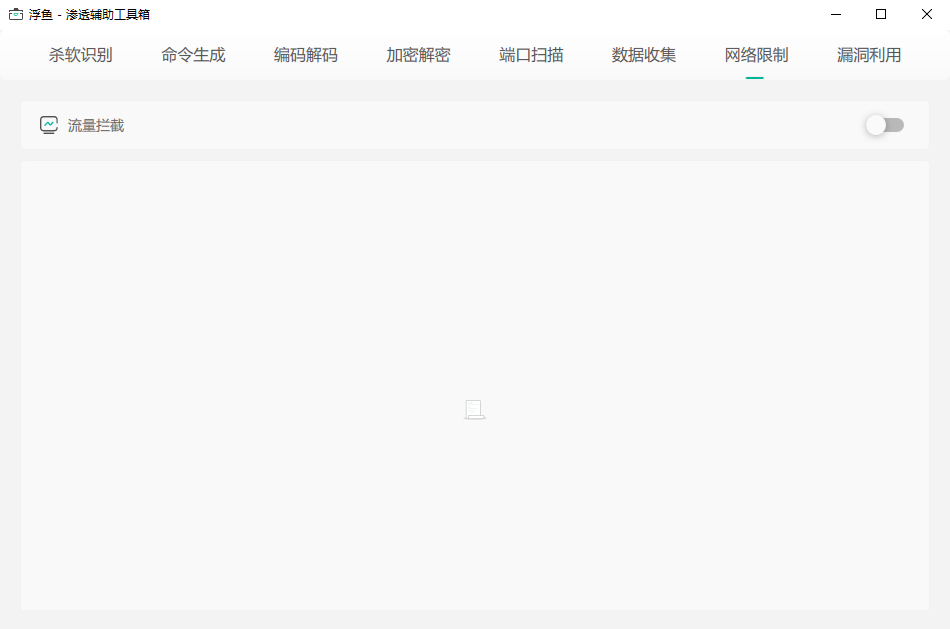 浮鱼 - 渗透辅助工具箱
杀软识别 命令生成 编码解码 加密解密 端口扫描 数据收集 网络限制 漏洞利用
流量拦截